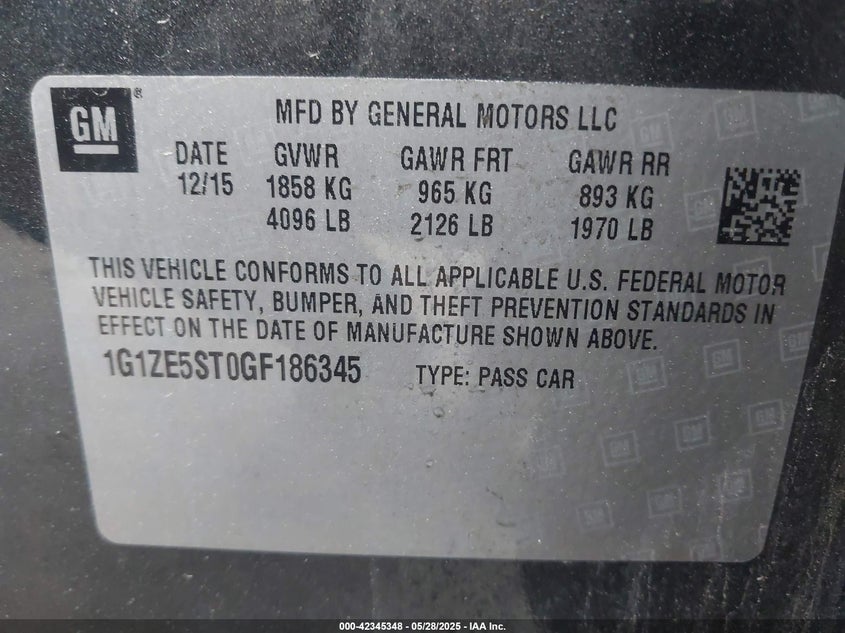 GM®
MFD BY GENERAL MOTORS LLC
DATE GVWR GAWR FRT GAWR RR
12/15 1858 KG 965 KG 893 KG
4096 LB 2126 LB 1970 LB
THIS VEHICLE CONFORMS TO ALL APPLICABLE U.S. FEDERAL MOTOR
VEHICLE SAFETY, BUMPER, AND THEFT PREVENTION STANDARDS IN
EFFECT ON THE DATE OF MANUFACTURE SHOWN ABOVE.
1G1ZE5ST0GF186345 TYPE: PASS CAR
000-42345348 - 05/28/2025 - IAA Inc.